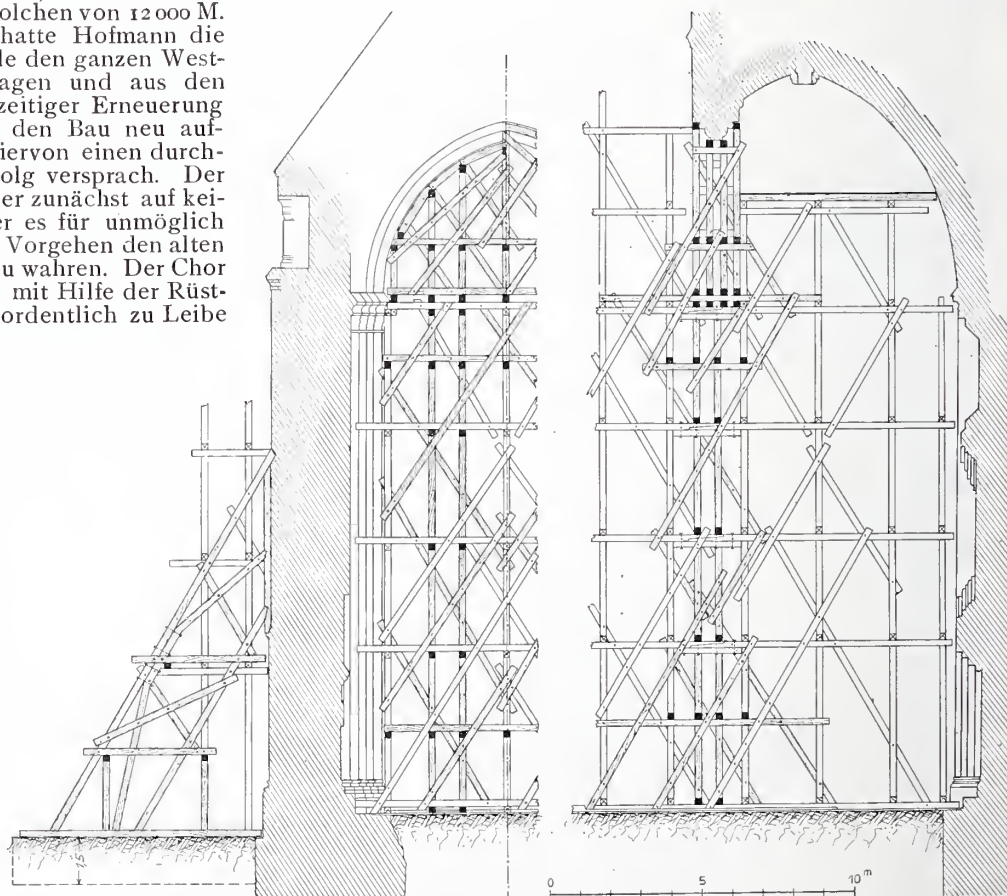 olchen von 12000 M.
hatte Hofmann die
le den ganzen West-
agen und aus den
zeitiger Erneuerung
den Bau neu auf-
iervon einen durch-
olg versprach. Der
er zunächst auf kei-
er es für unmöglich
Vorgehen den alten
u wahren. Der Chor
mit Hilfe der Rüst-
ordentlich zu Leibe
0 5 10 m